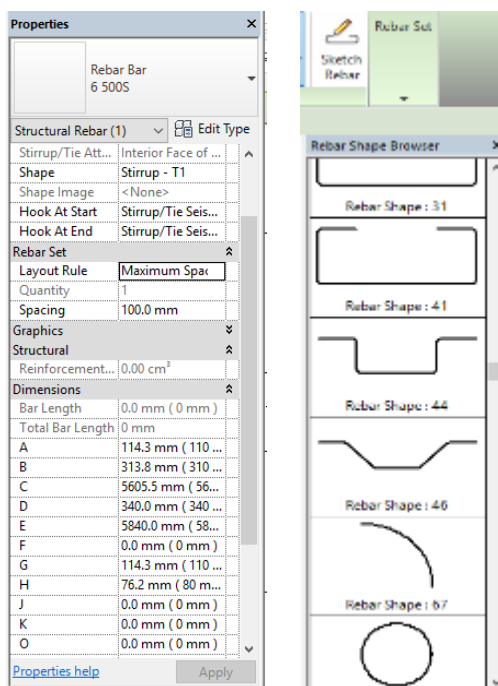 Properties
Rebar Bar
6 500S
Structural Rebar (1)
Edit Type
Stirrup/Tie Att... Interior Face of ...
Shape Stirrup - T1
Shape Image <None>
Hook At Start Stirrup/Tie Seis...
Hook At End Stirrup/Tie Seis...
Rebar Set
Layout Rule Maximum Spac
Quantity 1
Spacing 100.0 mm
Graphics
Structural
Reinforcement... 0.00 cm³
Dimensions
Bar Length 0.0 mm ( 0 mm )
Total Bar Length 0 mm
A 114.3 mm ( 110 ...
B 313.8 mm ( 310 ...
C 5605.5 mm ( 56...
D 340.0 mm ( 340 ...
E 5840.0 mm ( 58...
F 0.0 mm ( 0 mm )
G 114.3 mm ( 110 ...
H 76.2 mm ( 80 m...
J 0.0 mm ( 0 mm )
K 0.0 mm ( 0 mm )
O 0.0 mm ( 0 mm )
Properties help
Apply
Sketch
Rebar
Rebar Set
Rebar Shape Browser
Rebar Shape : 31
Rebar Shape : 41
Rebar Shape : 44
Rebar Shape : 46
Rebar Shape : 67